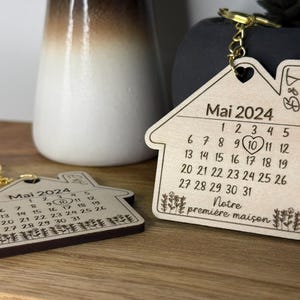 Mai 2024
1 2 3 4 5
6 7 8 9 10 11 12
13 14 15 16 17 18 19
20 21 22 23 24 25 26
27 28 29 30 31
Notre
première maison
Mai 2024